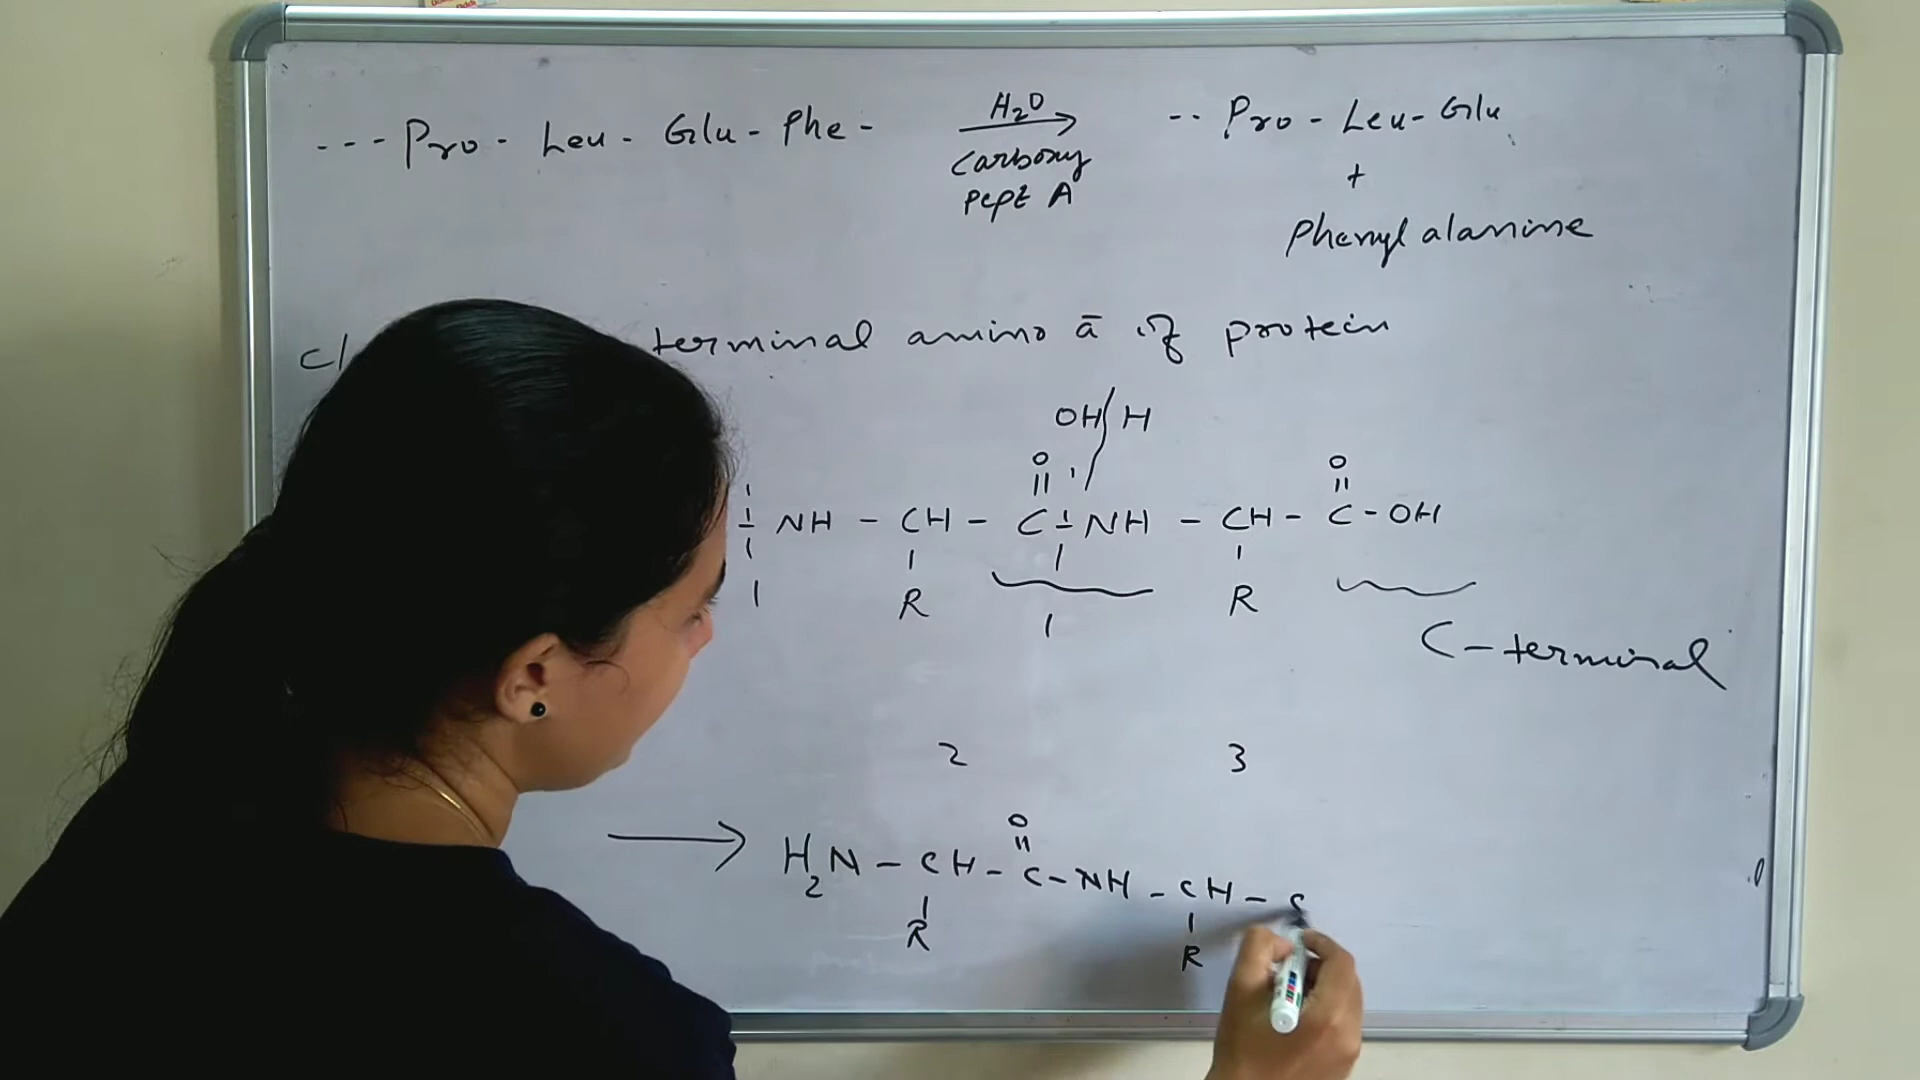 --- Pro - Leu - Glu - Phe - H2O -- Pro - Leu - Glu
Carboxy
Pept A
+
Phenyl alanine
terminal amino ā of protein
OH H
O O
NH - CH - C - NH - CH - C - OH
R R
1 1
C-terminal
2 3
O
H2N - CH - C - NH - CH - C
R R